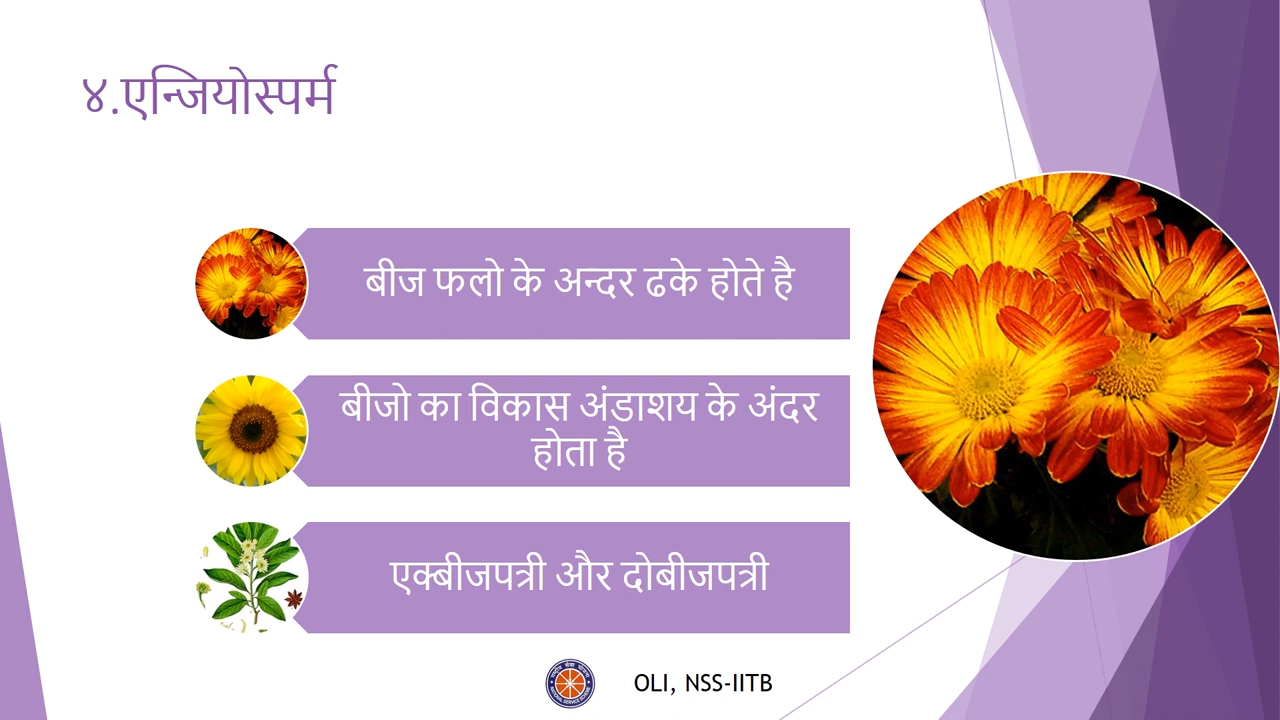 ४.एन्जियोस्पर्म
बीज फलो के अन्दर ढके होते है
बीजो का विकास अंडाशय के अंदर
होता है
एक्बीजपत्री और दोबीजपत्री
OLI, NSS-IITB